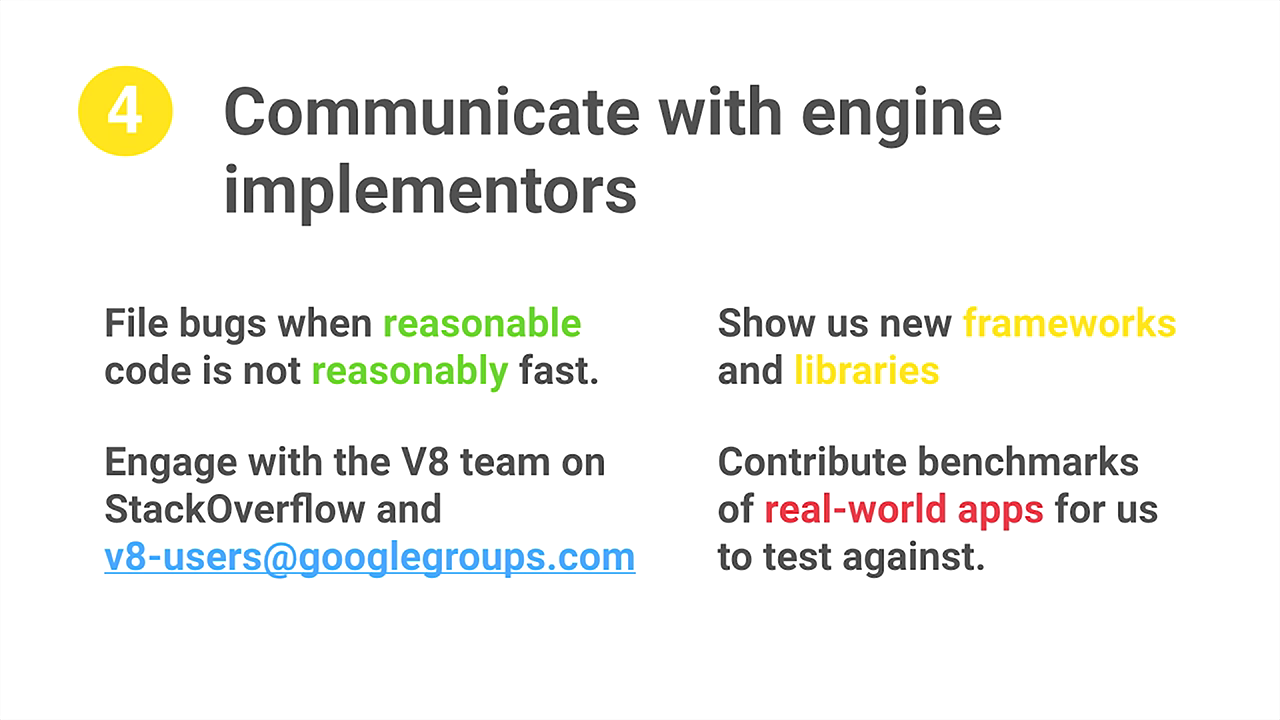 4
Communicate with engine
implementors
File bugs when reasonable
code is not reasonably fast.
Engage with the V8 team on
StackOverflow and
v8-users@googlegroups.com
Show us new frameworks
and libraries
Contribute benchmarks
of real-world apps for us
to test against.